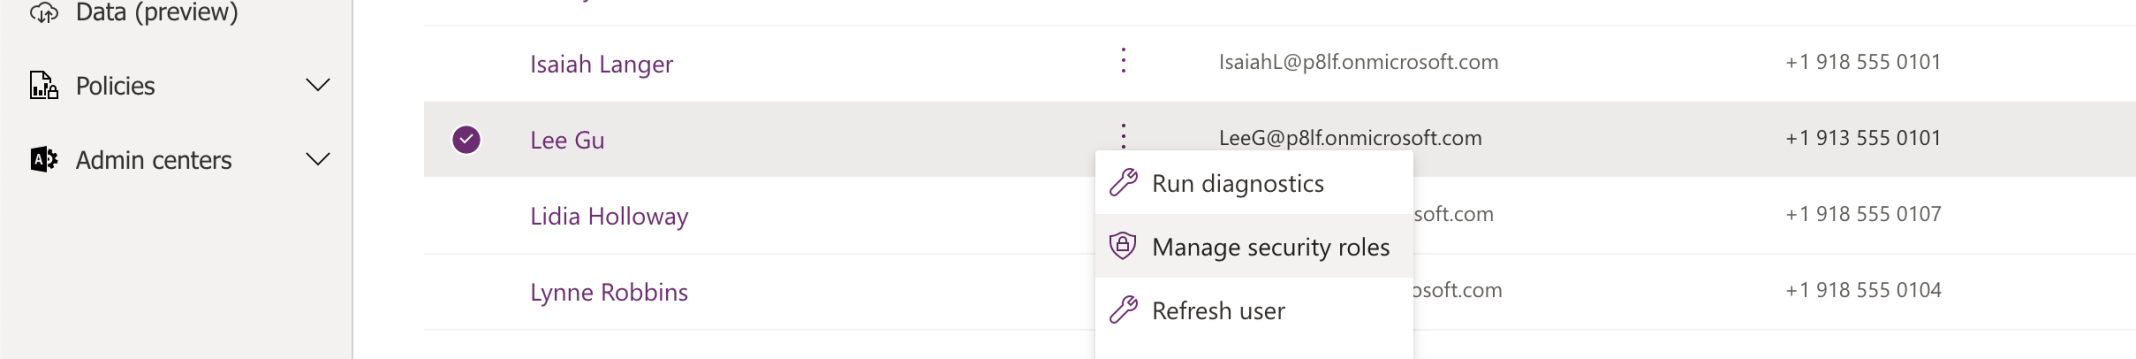 Data (preview)
Isaiah Langer IsaiahL@p8lf.onmicrosoft.com +1 918 555 0101
Policies
Lee Gu LeeG@p8lf.onmicrosoft.com +1 913 555 0101
Admin centers
Run diagnostics
Lidia Holloway soft.com +1 918 555 0107
Manage security roles
Lynne Robbins osoft.com +1 918 555 0104
Refresh user